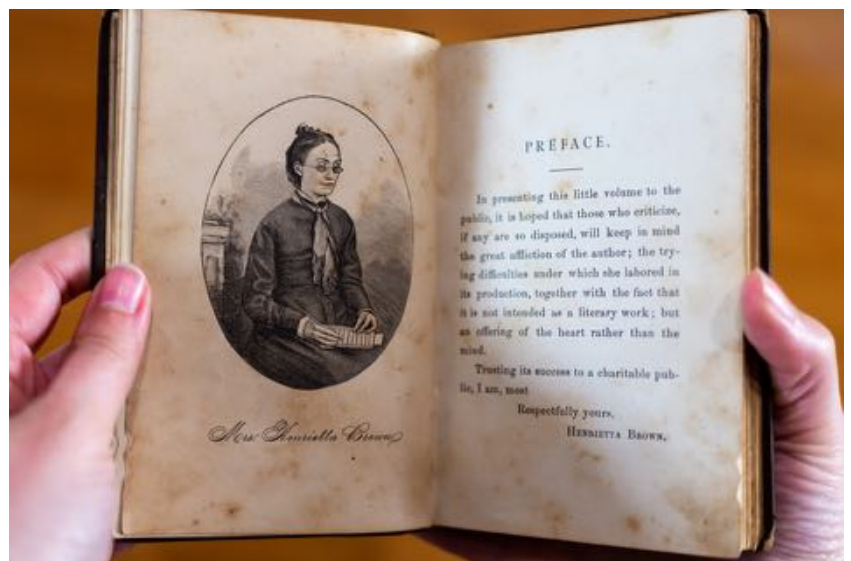 Mrs. Henrietta Brown
PREFACE.
In presenting this little volume to the
public, it is hoped that those who criticize,
if any are so disposed, will keep in mind
the great affliction of the author; the try-
ing difficulties under which she labored in
its production, together with the fact that
it is not intended as a literary work; but
an offering of the heart rather than the
mind.
Trusting its success to a charitable pub-
lic, I am, most
Respectfully yours,
HENRIETTA BROWN.